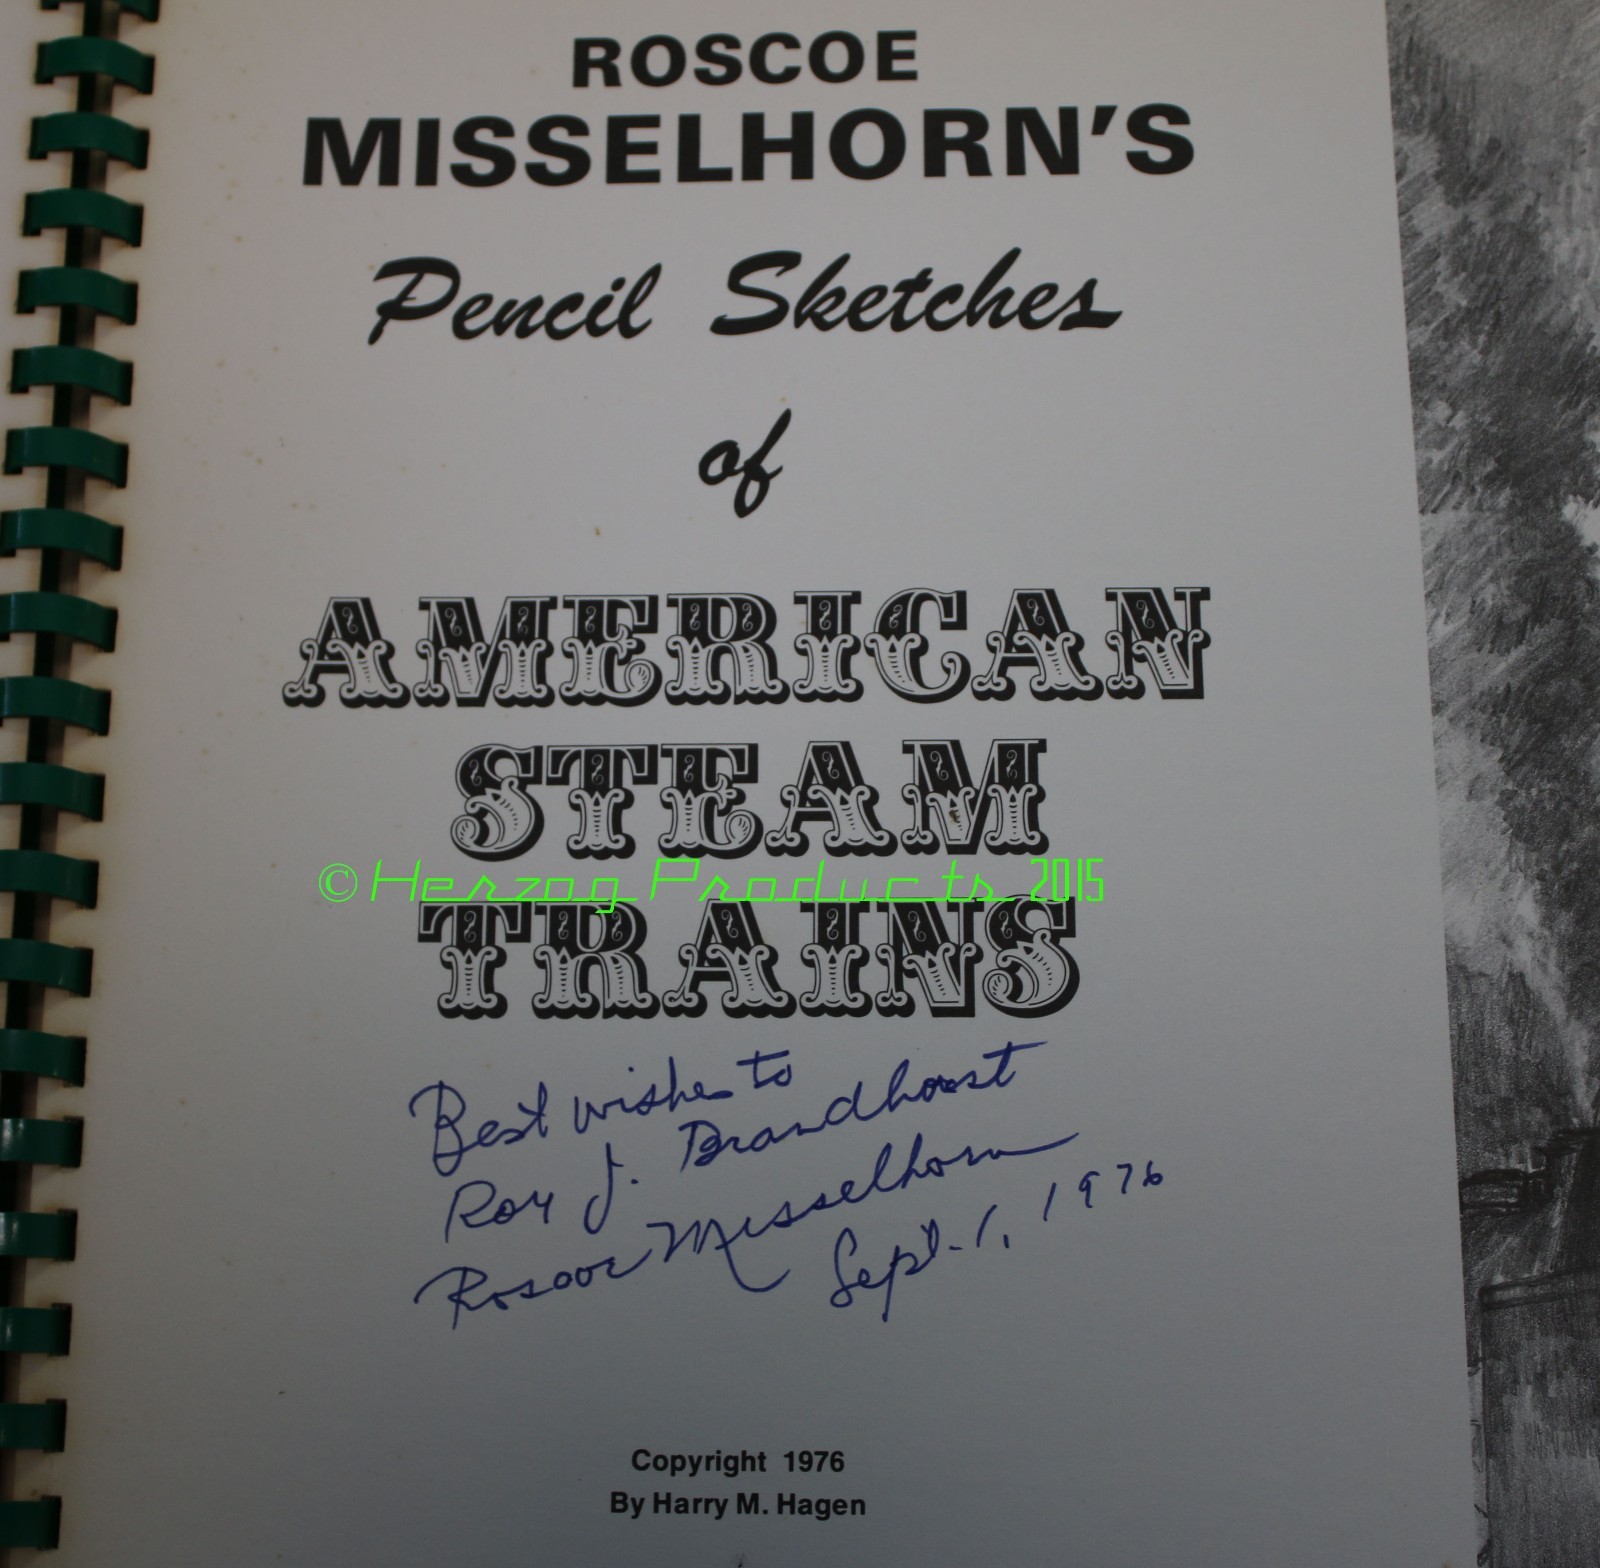 ROSCOE
MISSELHORN'S
Pencil Sketches
of
AMERICAN
STEAM
© Herzog Products 2015
TRAINS
Best wishes to
Roy J. Brandhorst
Roscoe Misselhorn
Sept. 1, 1976
Copyright 1976
By Harry M. Hagen